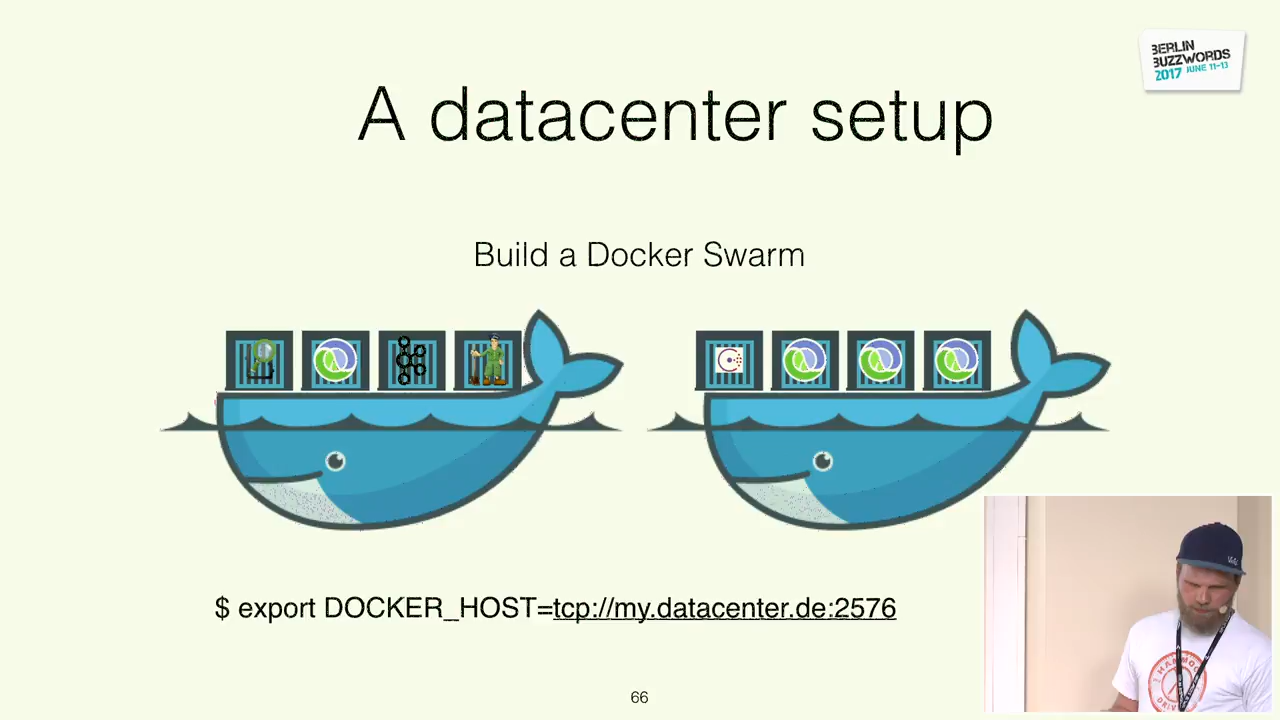 BERLIN
BUZZWORDS
2017 JUNE 11-13
A datacenter setup
Build a Docker Swarm
$ export DOCKER_HOST=tcp://my.datacenter.de:2576
66